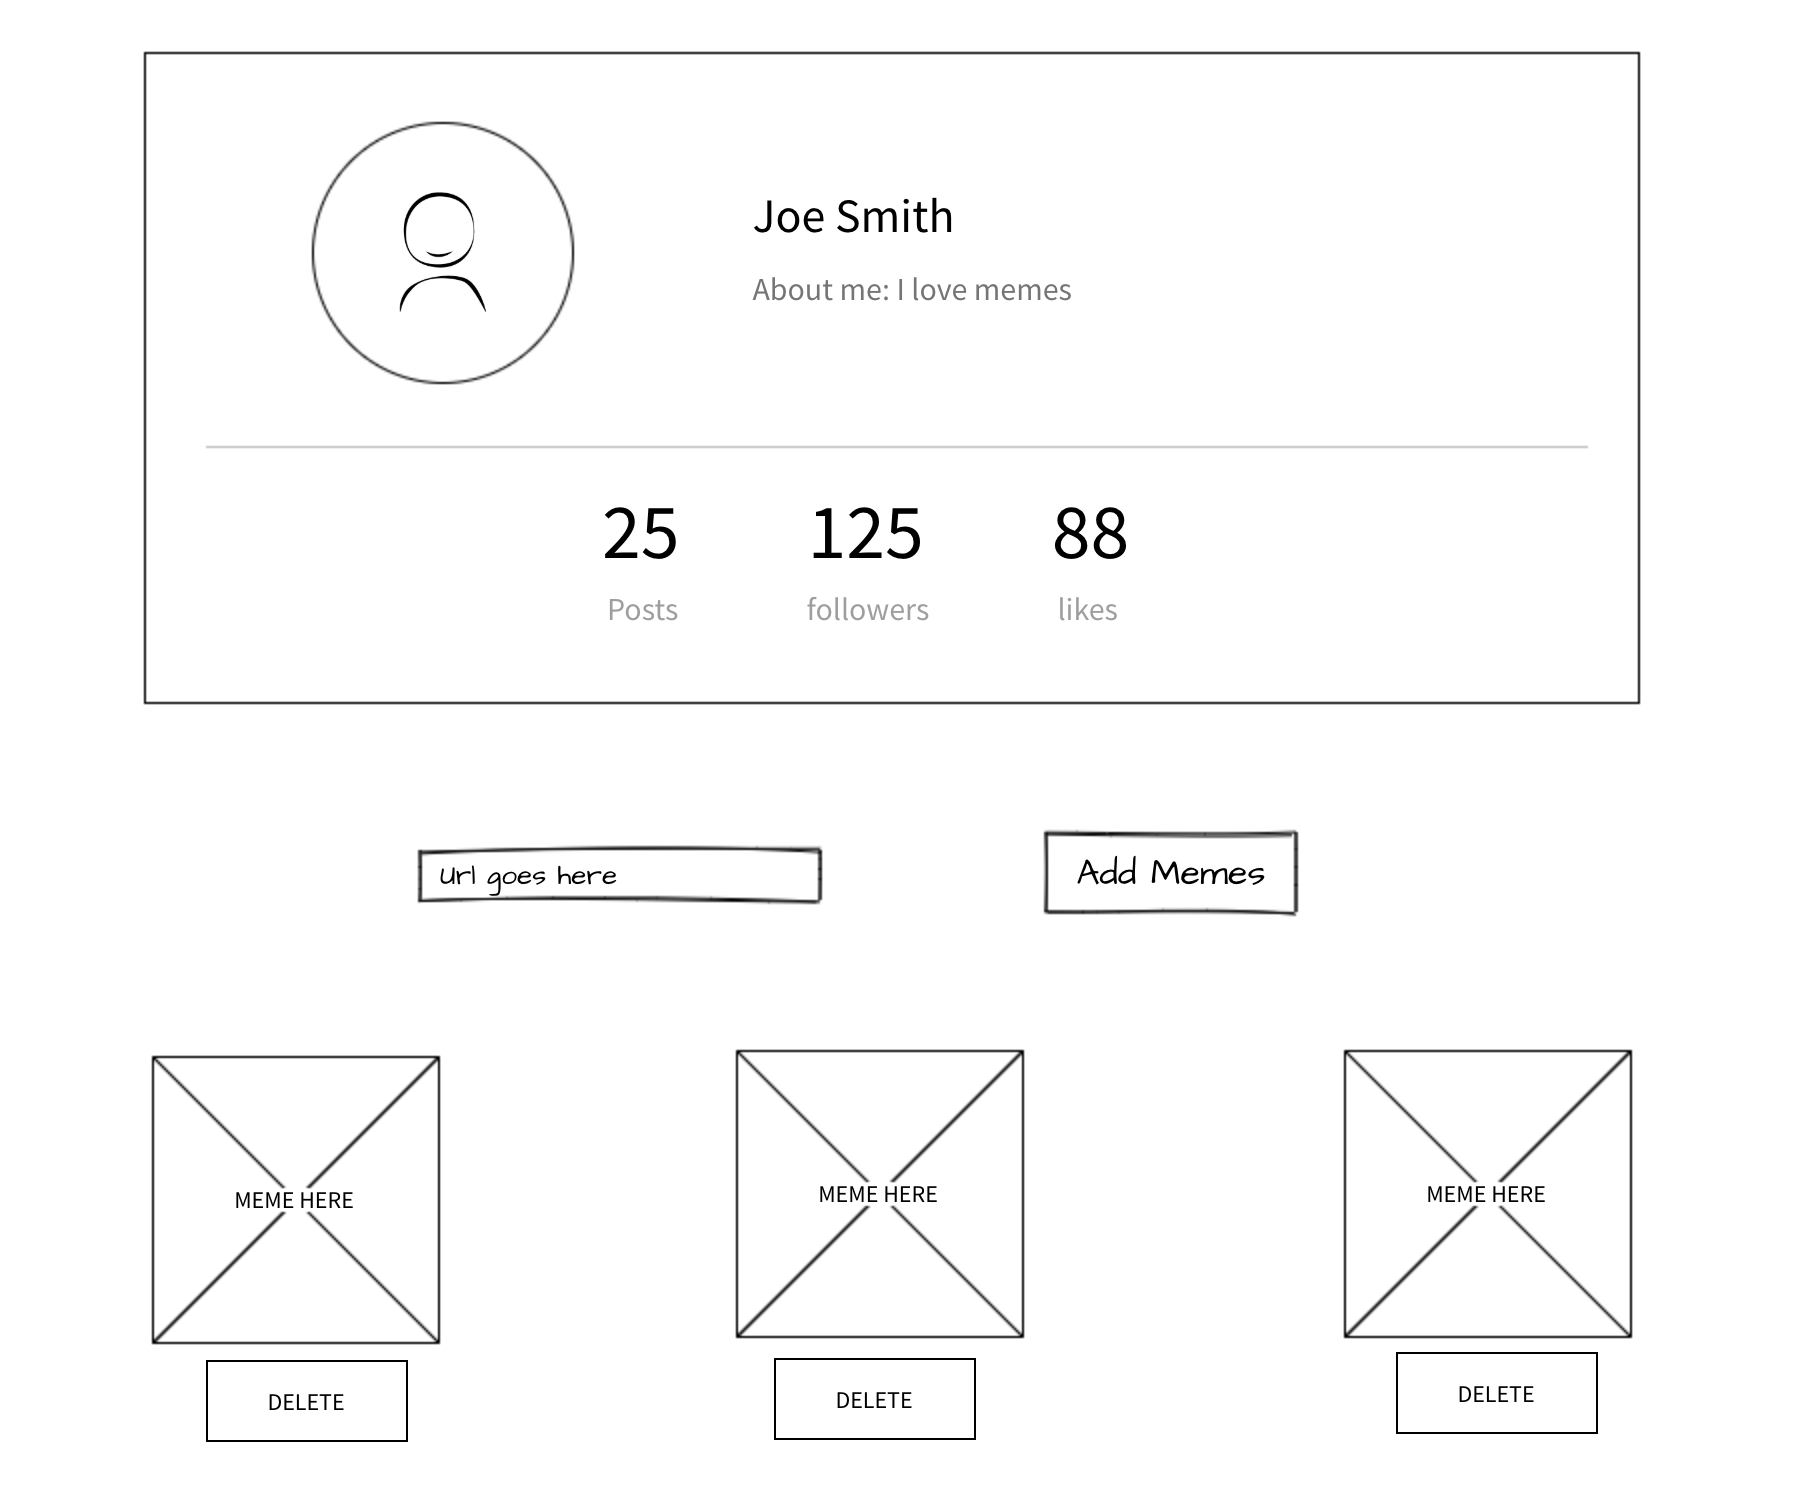 Joe Smith
About me: I love memes
25 125 88
Posts followers likes
Url goes here
Add Memes
MEME HERE MEME HERE MEME HERE
DELETE DELETE DELETE